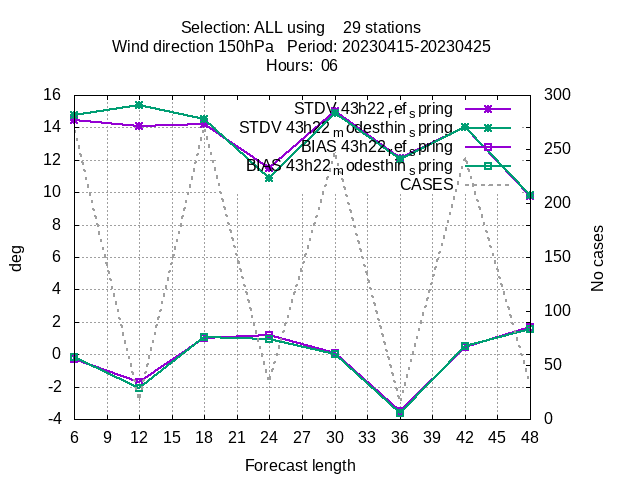 Selection: ALL using 29 stations
Wind direction 150hPa Period: 20230415-20230425
Hours: 06
16
14
12
10
8
6
4
2
0
-2
-4
300
250
200
150
100
50
0
deg
No cases
STDV 43h22_ref_spring
STDV 43h22_modesthin_spring
BIAS 43h22_ref_spring
BIAS 43h22_modesthin_spring
CASES
6 9 12 15 18 21 24 27 30 33 36 39 42 45 48
Forecast length